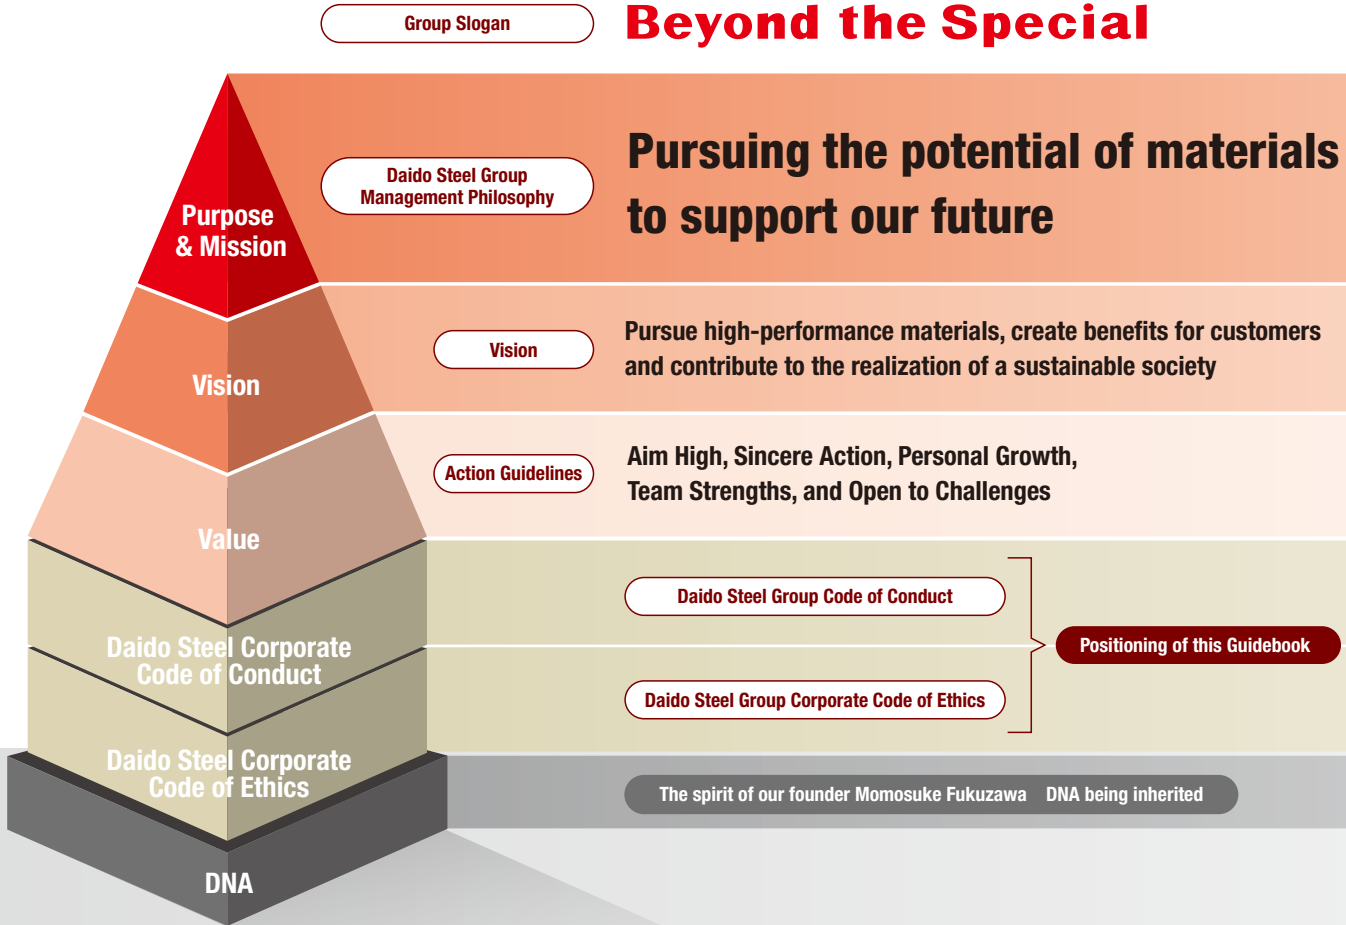 Group Slogan
Beyond the Special
Daido Steel Group
Management Philosophy
Pursuing the potential of materials
to support our future
Purpose
& Mission
Vision
Pursue high-performance materials, create benefits for customers
and contribute to the realization of a sustainable society
Vision
Action Guidelines
Aim High, Sincere Action, Personal Growth,
Team Strengths, and Open to Challenges
Value
Daido Steel Group Code of Conduct
Daido Steel Corporate
Code of Conduct
Positioning of this Guidebook
Daido Steel Group Corporate Code of Ethics
Daido Steel Corporate
Code of Ethics
The spirit of our founder Momosuke Fukuzawa DNA being inherited
DNA